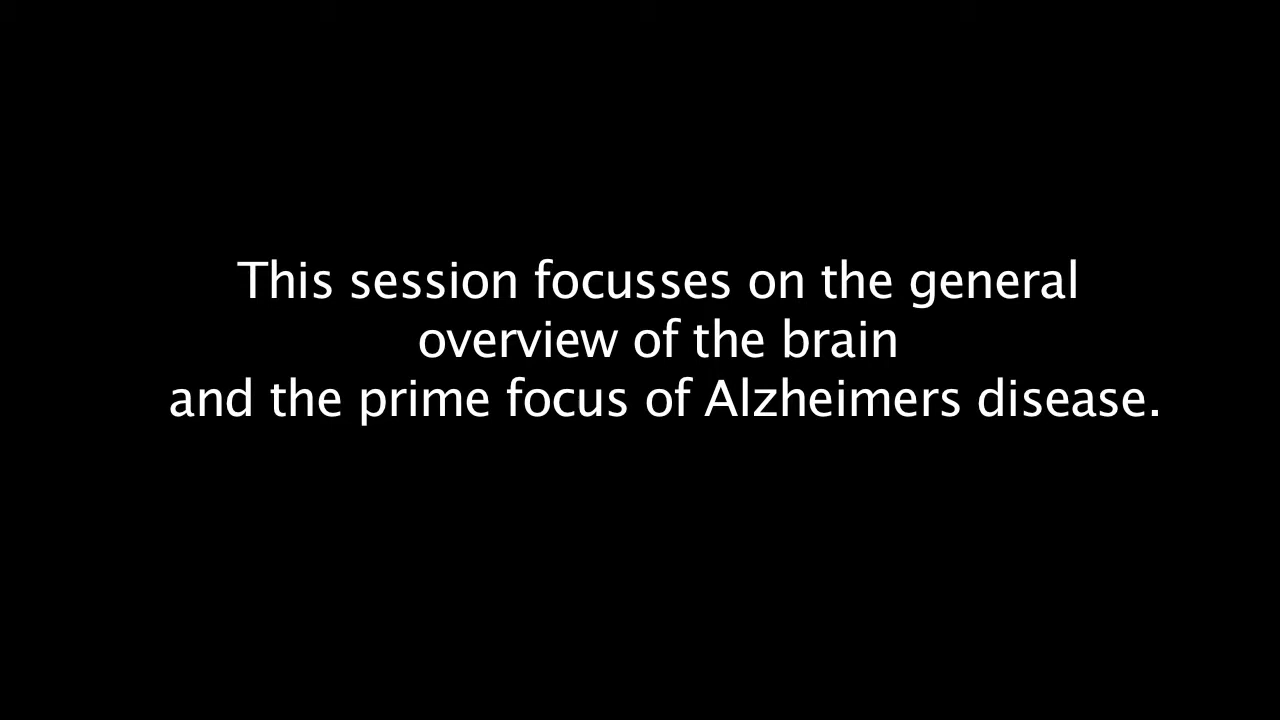 This session focusses on the general
overview of the brain
and the prime focus of Alzheimers disease.